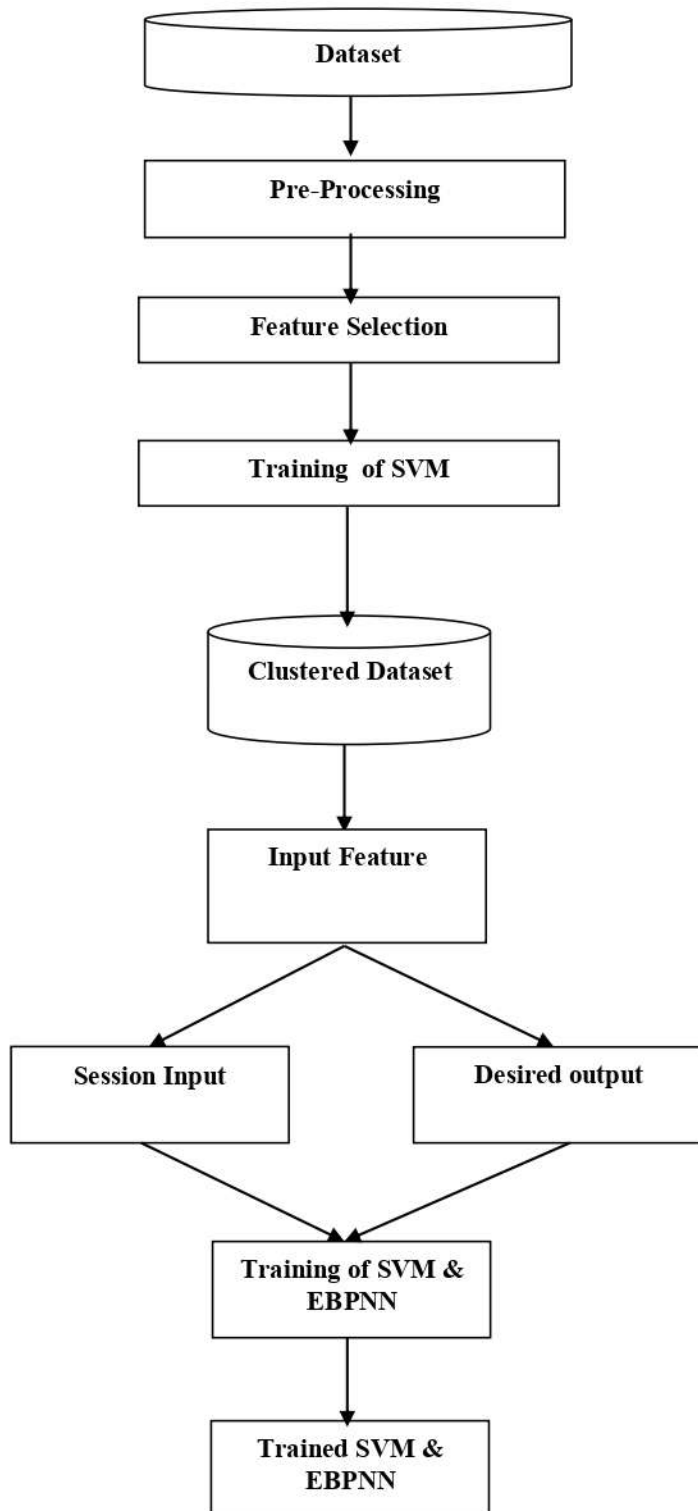 Dataset
Pre-Processing
Feature Selection
Training of SVM
Clustered Dataset
Input Feature
Session Input
Desired output
Training of SVM &
EBPNN
Trained SVM &
EBPNN